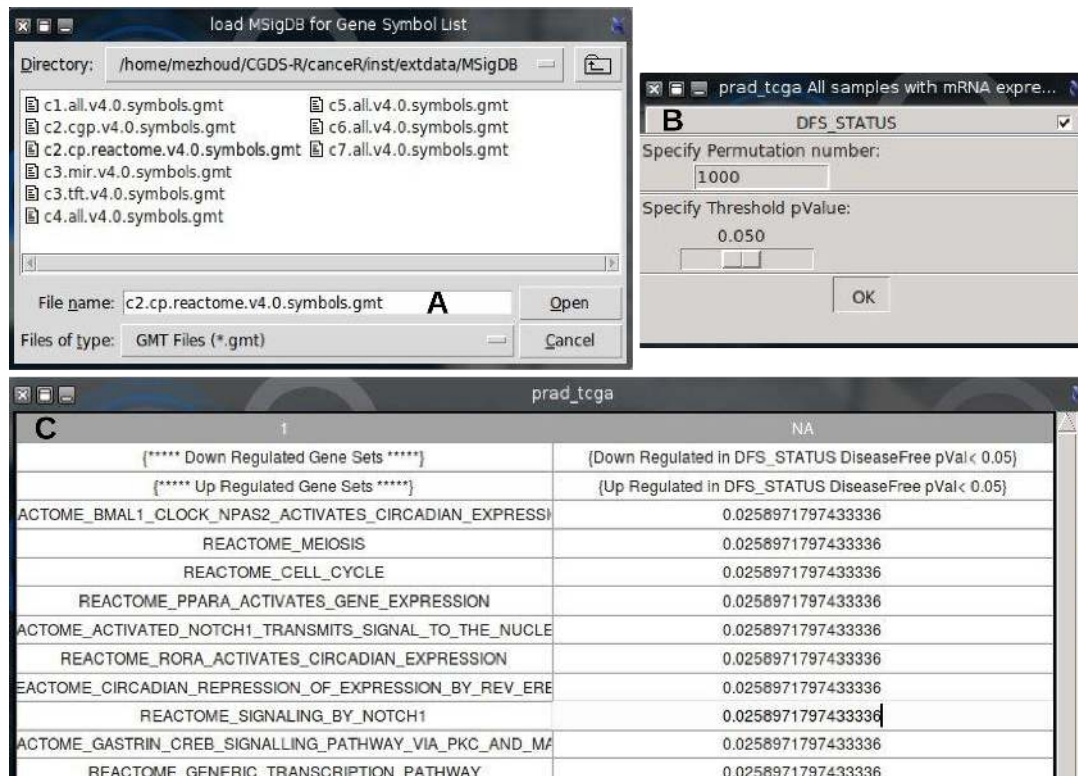 load MSigDB for Gene Symbol List
Directory: /home/mezhoud/CGDS-R/canceR/inst/extdata/MSigDB
c1.all.v4.0.symbols.gmt
c2.cgp.v4.0.symbols.gmt
c2.cp.reactome.v4.0.symbols.gmt
c3.mir.v4.0.symbols.gmt
c3.tft.v4.0.symbols.gmt
c4.all.v4.0.symbols.gmt
c5.all.v4.0.symbols.gmt
c6.all.v4.0.symbols.gmt
c7.all.v4.0.symbols.gmt
File name: c2.cp.reactome.v4.0.symbols.gmt A Open
Files of type: GMT Files (*.gmt) Cancel
prad_tcga All samples with mRNA expre...
B DFS_STATUS
Specify Permutation number:
1000
Specify Threshold pValue:
0.050
OK
prad_tcga
C 1 NA
{***** Down Regulated Gene Sets *****} {Down Regulated in DFS_STATUS DiseaseFree pVal< 0.05}
{***** Up Regulated Gene Sets *****} {Up Regulated in DFS_STATUS DiseaseFree pVal< 0.05}
ACTOME_BMAL1_CLOCK_NPAS2_ACTIVATES_CIRCADIAN_EXPRESSI 0.0258971797433336
REACTOME_MEIOSIS 0.0258971797433336
REACTOME_CELL_CYCLE 0.0258971797433336
REACTOME_PPARA_ACTIVATES_GENE_EXPRESSION 0.0258971797433336
ACTOME_ACTIVATED_NOTCH1_TRANSMITS_SIGNAL_TO_THE_NUCLE 0.0258971797433336
REACTOME_RORA_ACTIVATES_CIRCADIAN_EXPRESSION 0.0258971797433336
EACTOME_CIRCADIAN_REPRESSION_OF_EXPRESSION_BY_REV_ERE 0.0258971797433336
REACTOME_SIGNALING_BY_NOTCH1 0.0258971797433336
ACTOME_GASTRIN_CREB_SIGNALLING_PATHWAY_VIA_PKC_AND_MA 0.0258971797433336
REACTOME_GENERIC_TRANSCRIPTION_PATHWAY 0.0258971797433336